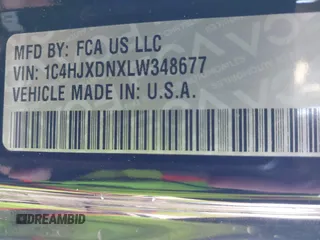 MFD BY: FCA US LLC
VIN: 1C4HJXDNXLW348677
VEHICLE MADE IN: U.S.A.
DREAMBID